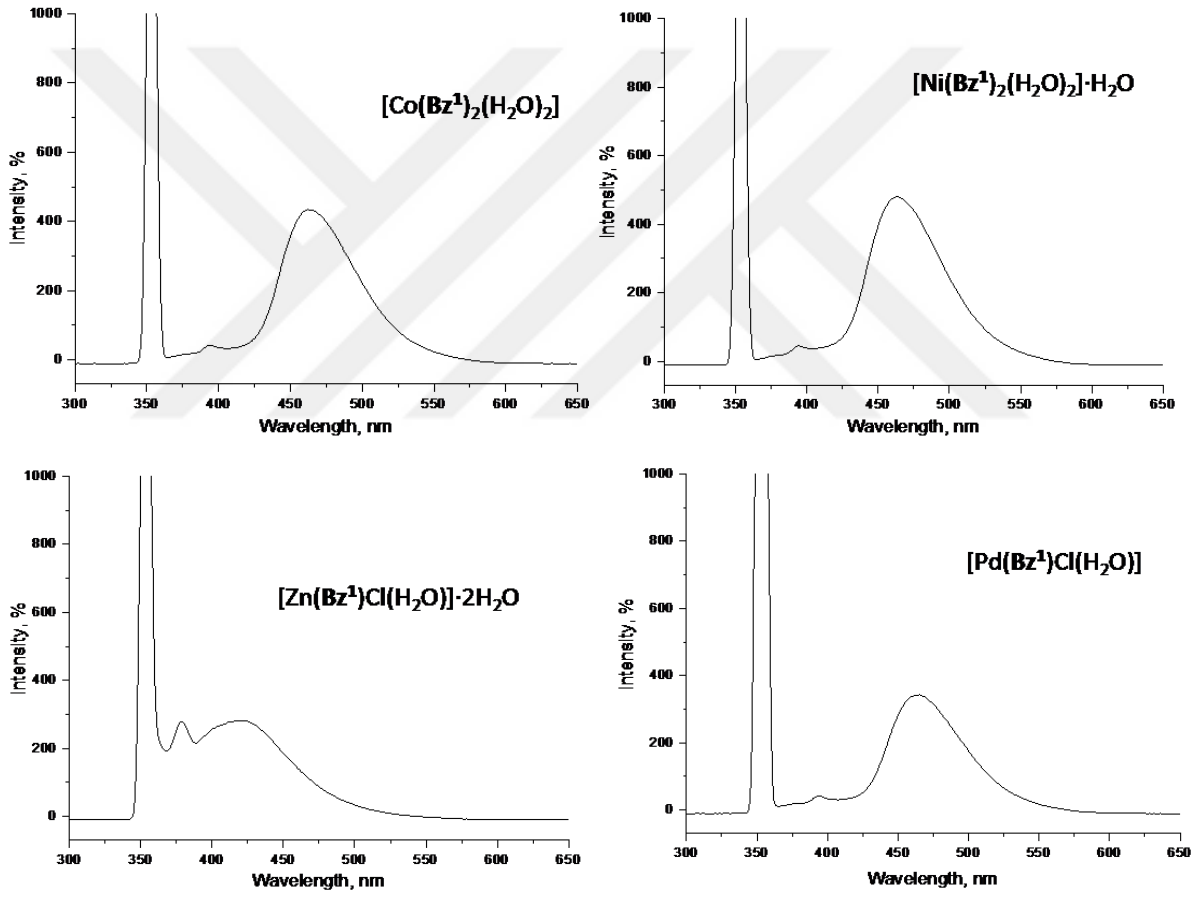 1000
800
600
400
200
0
Intensity, %
[Co(Bz¹)₂(H₂O)₂]
300 350 400 450 500 550 600 650
Wavelength, nm
1000
800
600
400
200
0
Intensity, %
[Ni(Bz¹)₂(H₂O)₂]·H₂O
300 350 400 450 500 550 600 650
Wavelength, nm
1000
800
600
400
200
0
Intensity, %
[Zn(Bz¹)Cl(H₂O)]·2H₂O
300 350 400 450 500 550 600 650
Wavelength, nm
1000
800
600
400
200
0
Intensity, %
[Pd(Bz¹)Cl(H₂O)]
300 350 400 450 500 550 600 650
Wavelength, nm